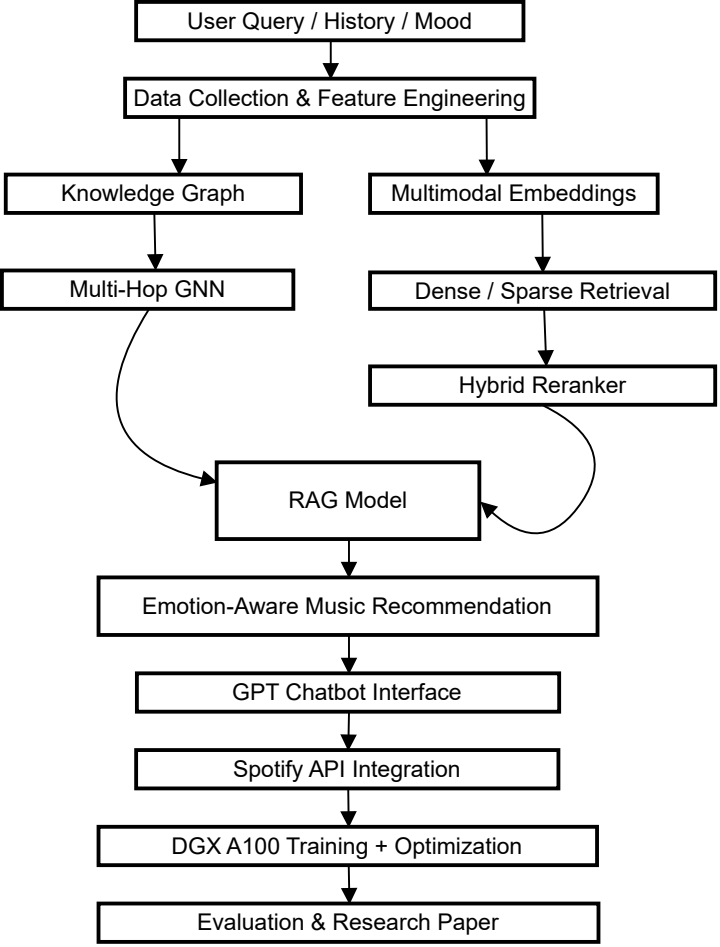 User Query / History / Mood
Data Collection & Feature Engineering
Knowledge Graph
Multimodal Embeddings
Multi-Hop GNN
Dense / Sparse Retrieval
Hybrid Reranker
RAG Model
Emotion-Aware Music Recommendation
GPT Chatbot Interface
Spotify API Integration
DGX A100 Training + Optimization
Evaluation & Research Paper